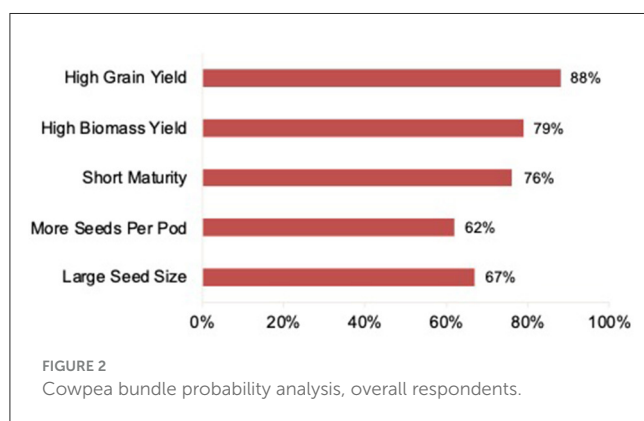 High Grain Yield 88%
High Biomass Yield 79%
Short Maturity 76%
More Seeds Per Pod 62%
Large Seed Size 67%
0% 20% 40% 60% 80% 100%
FIGURE 2
Cowpea bundle probability analysis, overall respondents.